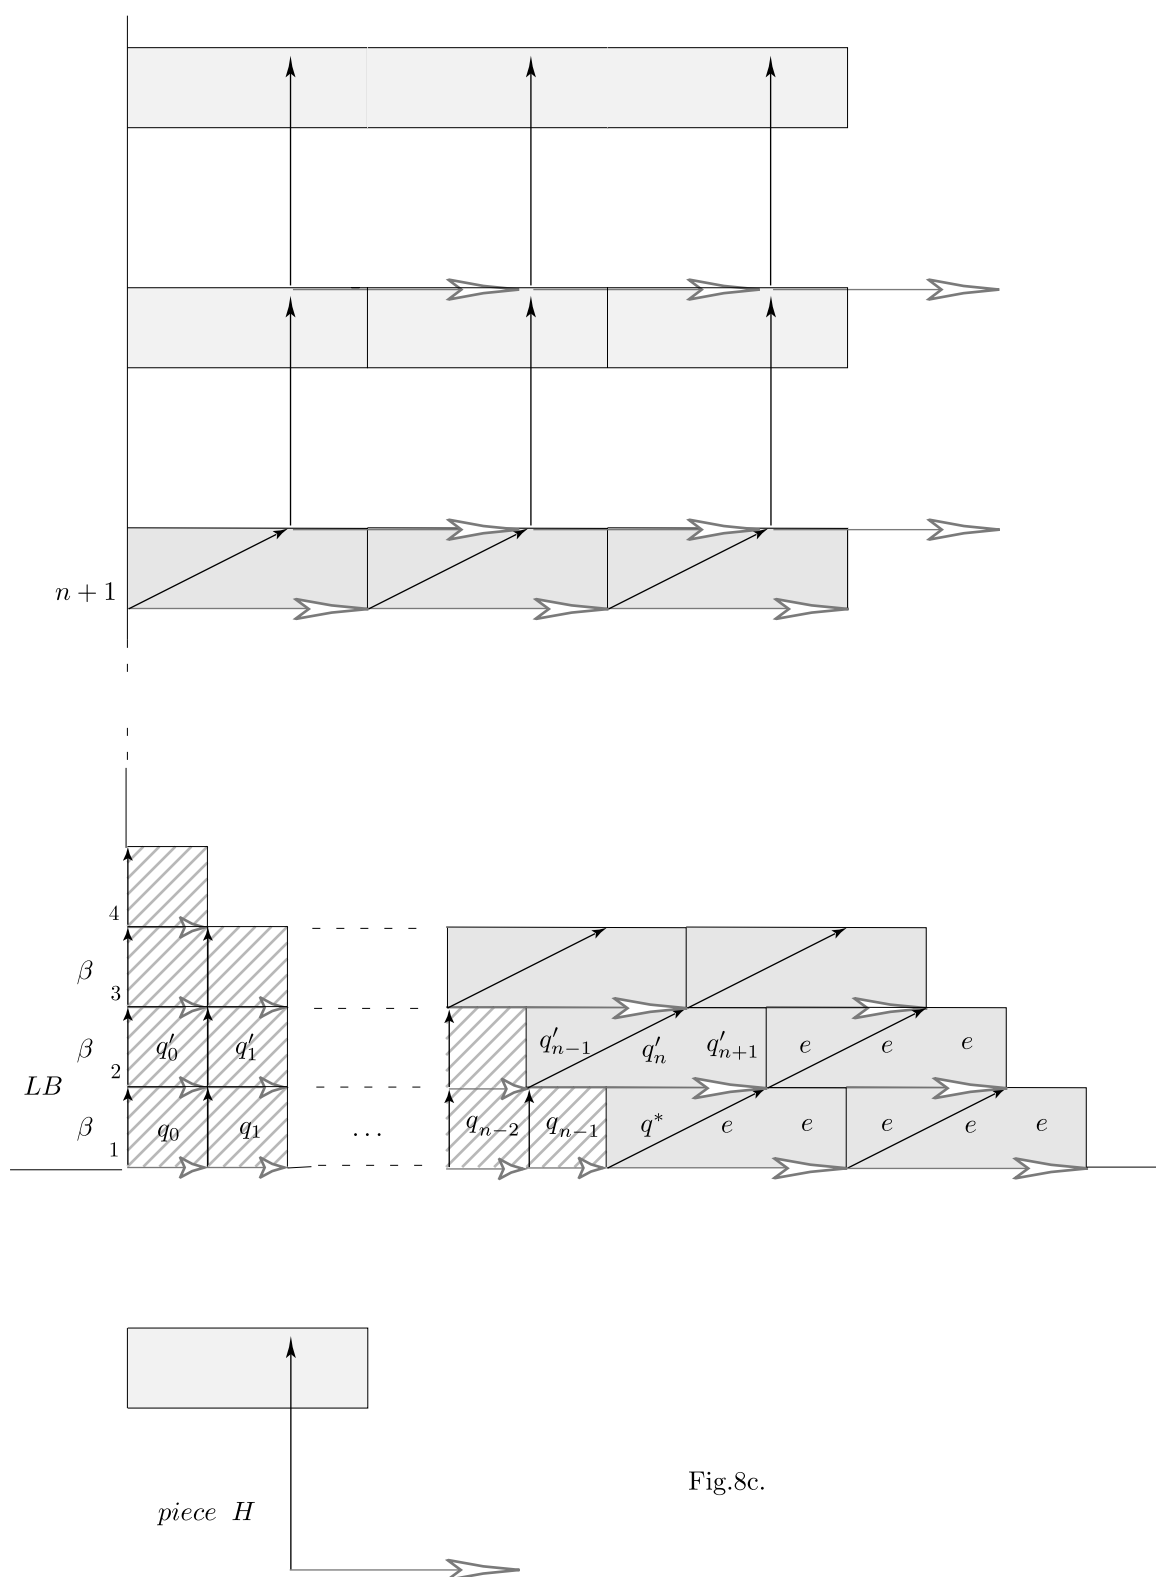 n + 1
4
β
3
β q′₀ q′₁ q′ₙ₋₁ q′ₙ q′ₙ₊₁ e e e
2
LB
β q₀ q₁ ... qₙ₋₂ qₙ₋₁ q* e e e e e
1
Fig.8c.
piece H